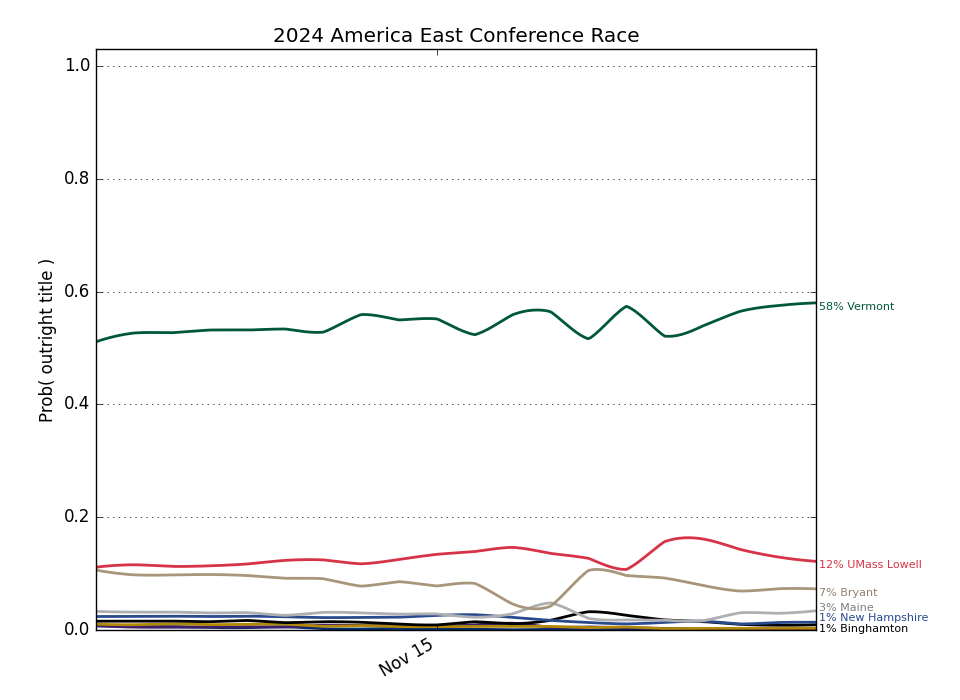 2024 America East Conference Race
Prob( outright title )
1.0
0.8
0.6
0.4
0.2
0.0
Nov 15
58% Vermont
12% UMass Lowell
7% Bryant
3% Maine
1% New Hampshire
1% Binghamton